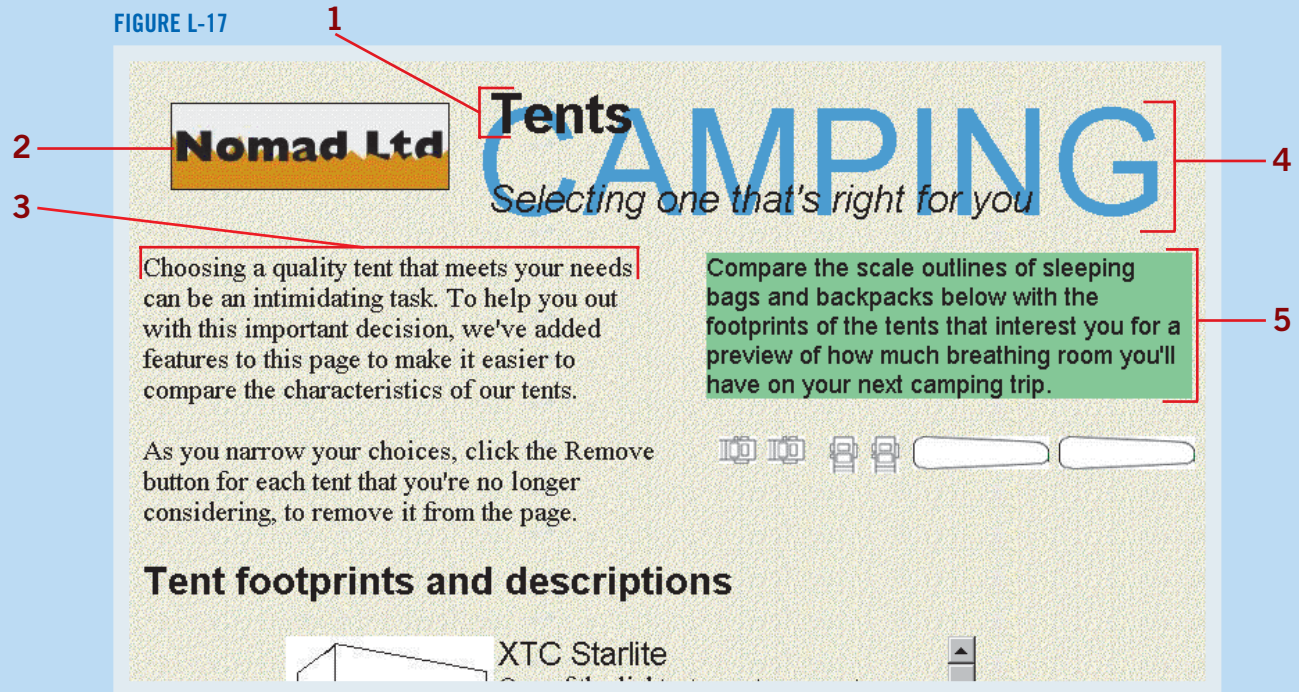 FIGURE L-17
1
2
3
4
5
Nomad Ltd
Tents
CAMPING
Selecting one that's right for you
Choosing a quality tent that meets your needs
can be an intimidating task. To help you out
with this important decision, we've added
features to this page to make it easier to
compare the characteristics of our tents.
As you narrow your choices, click the Remove
button for each tent that you're no longer
considering, to remove it from the page.
Compare the scale outlines of sleeping
bags and backpacks below with the
footprints of the tents that interest you for a
preview of how much breathing room you'll
have on your next camping trip.
Tent footprints and descriptions
XTC Starlite